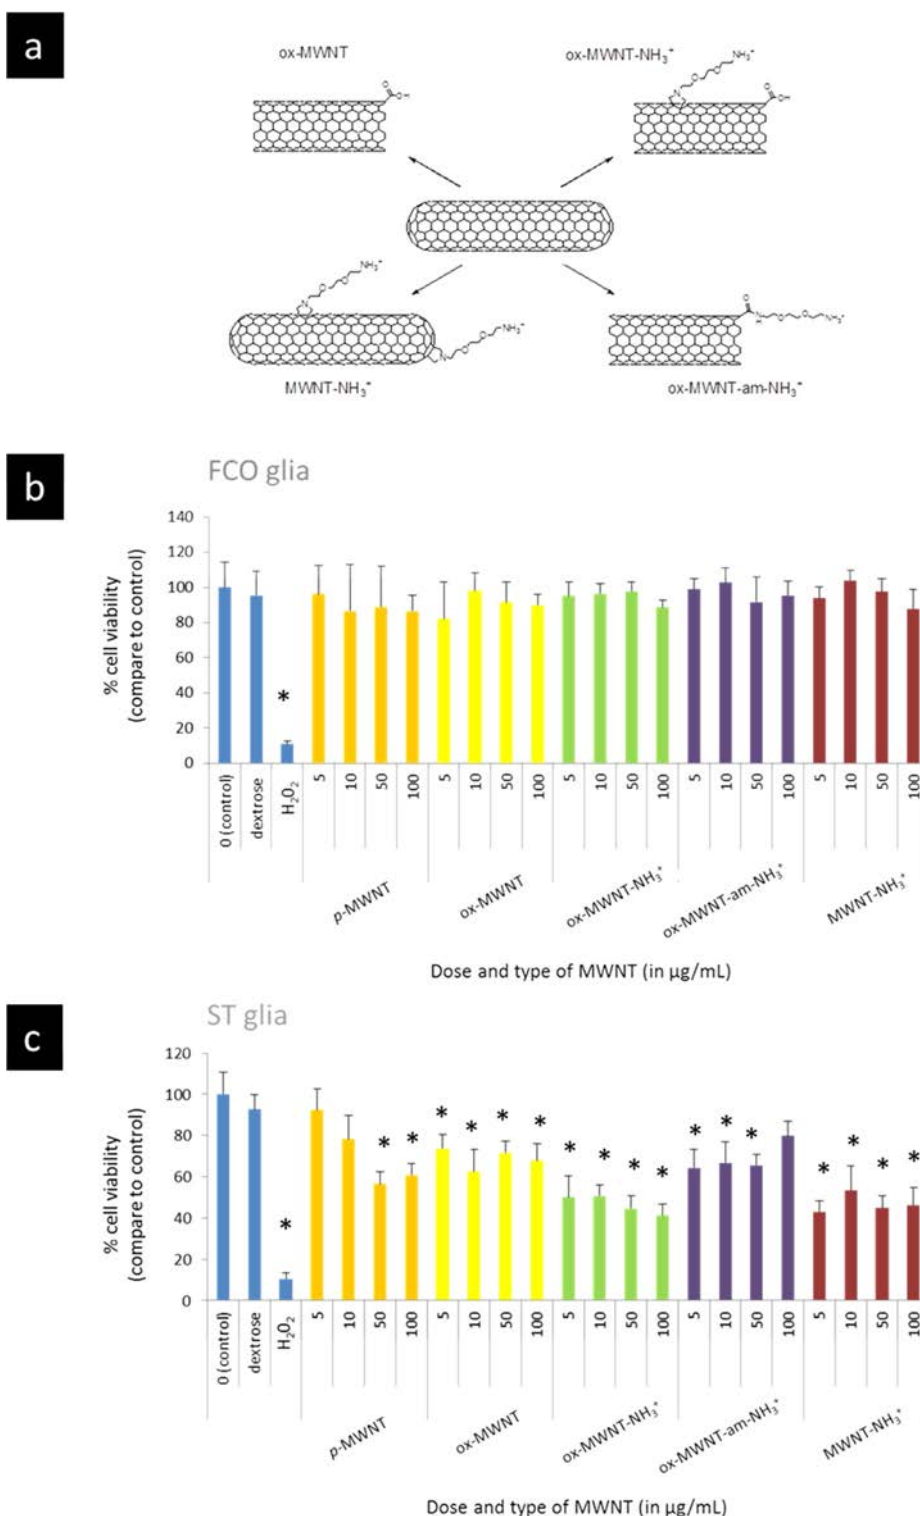 a
ox-MWNT
ox-MWNT-NH₃⁺
NH₃⁺
NH₃⁺
NH₃⁺
NH₃⁺
MWNT-NH₃⁺
ox-MWNT-am-NH₃⁺
b
FCO glia
% cell viability
(compare to control)
140
120
100
80
60
40
20
0
*
0 (control)
dextrose
H₂O₂
5
10
50
100
5
10
50
100
5
10
50
100
5
10
50
100
5
10
50
100
p-MWNT
ox-MWNT
ox-MWNT-NH₃⁺
ox-MWNT-am-NH₃⁺
MWNT-NH₃⁺
Dose and type of MWNT (in µg/mL)
c
ST glia
% cell viability
(compare to control)
120
100
80
60
40
20
0
*
* *
* * * *
* * * *
* * *
* * * *
0 (control)
dextrose
H₂O₂
5
10
50
100
5
10
50
100
5
10
50
100
5
10
50
100
5
10
50
100
p-MWNT
ox-MWNT
ox-MWNT-NH₃⁺
ox-MWNT-am-NH₃⁺
MWNT-NH₃⁺
Dose and type of MWNT (in µg/mL)